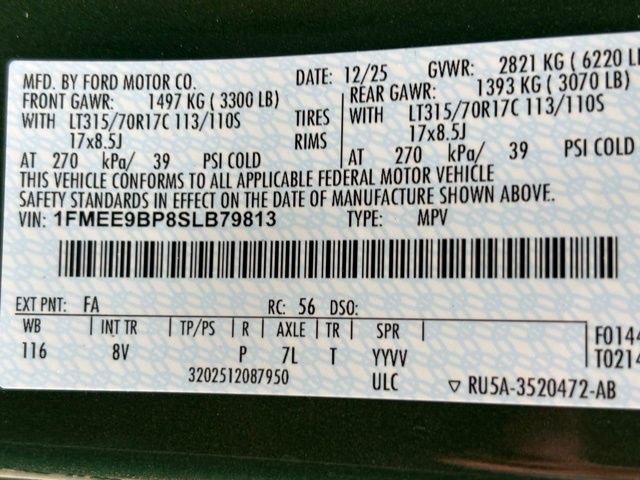 MFD. BY FORD MOTOR CO. DATE: 12/25 GVWR: 2821 KG (6220 L
FRONT GAWR: 1497 KG (3300 LB) REAR GAWR: 1393 KG (3070 LB)
WITH LT315/70R17C 113/110S TIRES WITH LT315/70R17C 113/110S
17x8.5J RIMS 17x8.5J
AT 270 kPa/ 39 PSI COLD AT 270 kPa/ 39 PSI COLD
THIS VEHICLE CONFORMS TO ALL APPLICABLE FEDERAL MOTOR VEHICLE
SAFETY STANDARDS IN EFFECT ON THE DATE OF MANUFACTURE SHOWN ABOVE.
VIN: 1FMEE9BP8SLB79813 TYPE: MPV
EXT PNT: FA RC: 56 DSO:
WB INT TR TP/PS R AXLE TR SPR
116 8V P 7L T YYVV
F0144
T0214
3202512087950 ULC ▽ RU5A-3520472-AB